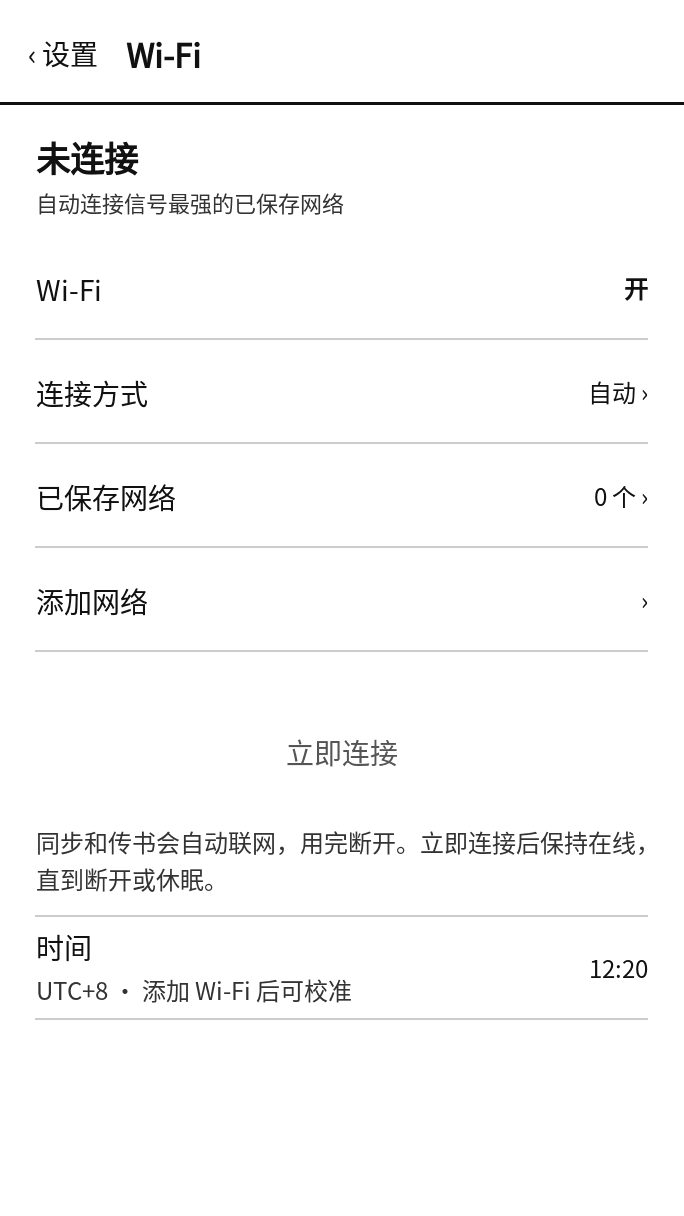 ‹ 设置 Wi-Fi
未连接
自动连接信号最强的已保存网络
Wi-Fi 开
连接方式 自动 ›
已保存网络 0 个 ›
添加网络 ›
立即连接
同步和传书会自动联网，用完断开。立即连接后保持在线，
直到断开或休眠。
时间 12:20
UTC+8 · 添加 Wi-Fi 后可校准